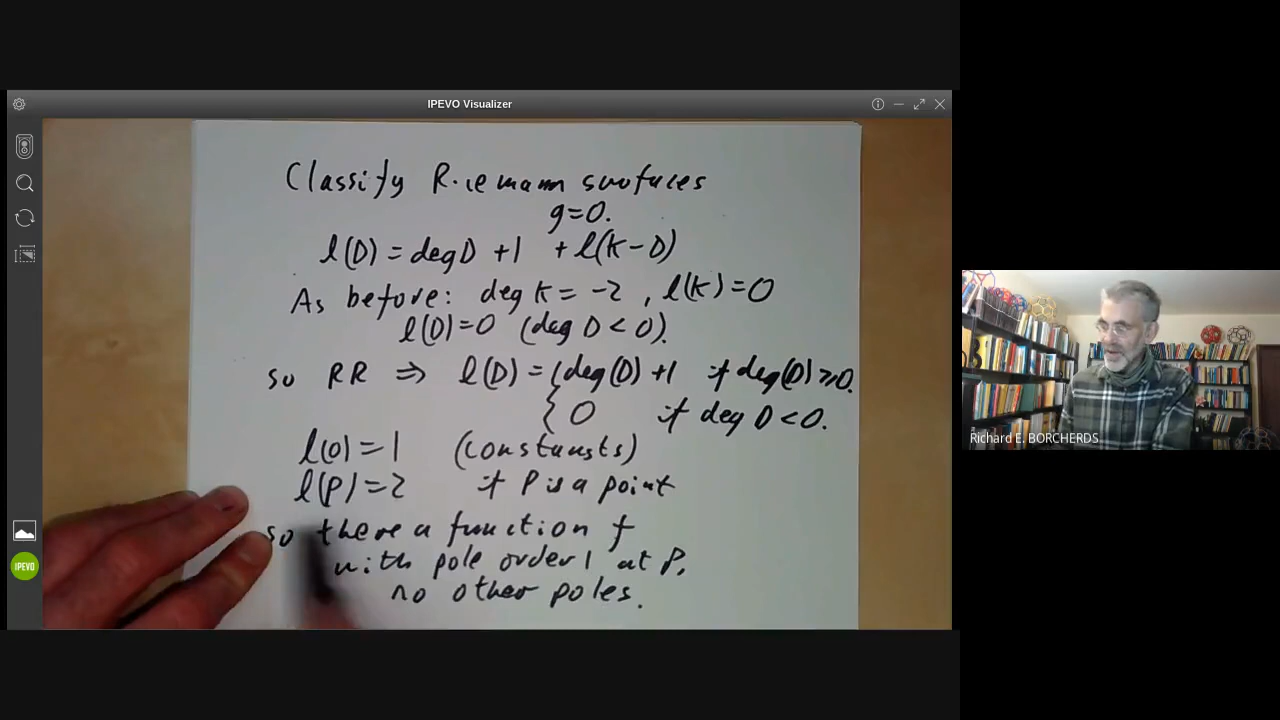 IPEVO Visualizer
Classify Riemann surfaces
g=0.
l(D) = deg D + 1 + l(K-D)
As before: deg K = -2, l(K)=0
l(D)=0 (deg D < 0).
so RR ⇒ l(D) = { deg(D) + 1 if deg(D) ≥ 0.
0 if deg D < 0.
l(0) = 1 (constants)
l(P) = 2 if P is a point
so there a function f
with pole order 1 at P,
no other poles.
Richard E. BORCHERDS